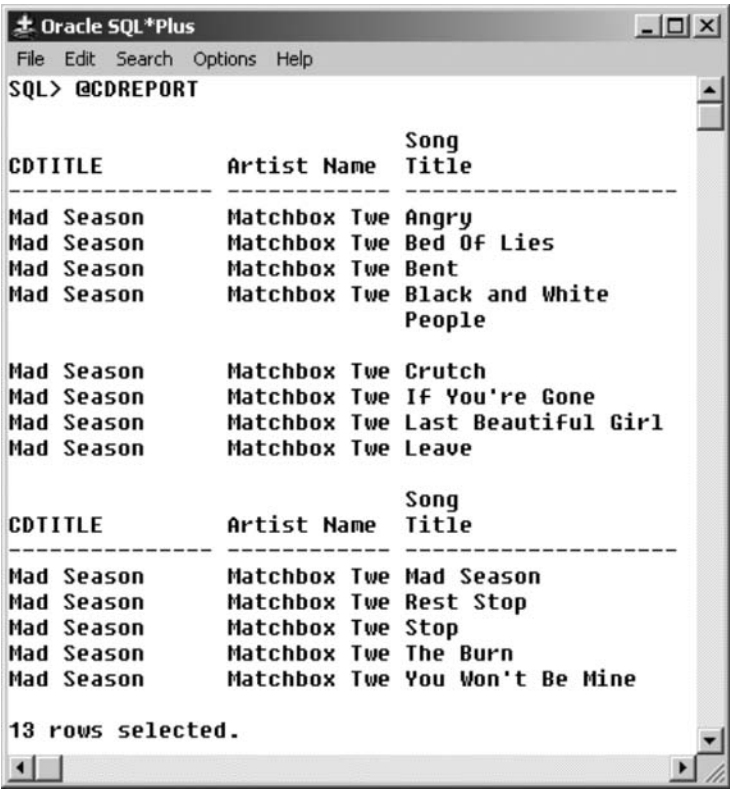 Oracle SQL*Plus
File Edit Search Options Help
SQL> @CDREPORT
Song
CDTITLE Artist Name Title
--------------- ------------ --------------------
Mad Season Matchbox Twe Angry
Mad Season Matchbox Twe Bed Of Lies
Mad Season Matchbox Twe Bent
Mad Season Matchbox Twe Black and White
People
Mad Season Matchbox Twe Crutch
Mad Season Matchbox Twe If You're Gone
Mad Season Matchbox Twe Last Beautiful Girl
Mad Season Matchbox Twe Leave
Song
CDTITLE Artist Name Title
--------------- ------------ --------------------
Mad Season Matchbox Twe Mad Season
Mad Season Matchbox Twe Rest Stop
Mad Season Matchbox Twe Stop
Mad Season Matchbox Twe The Burn
Mad Season Matchbox Twe You Won't Be Mine
13 rows selected.